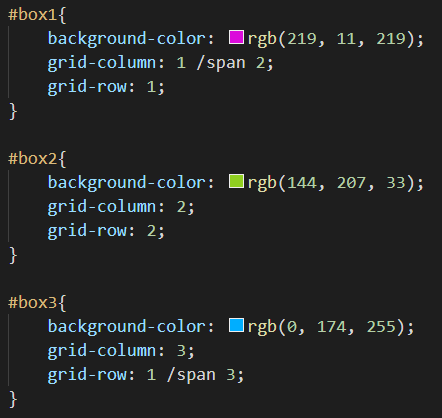 #box1{
    background-color: rgb(219, 11, 219);
    grid-column: 1 /span 2;
    grid-row: 1;
}

#box2{
    background-color: rgb(144, 207, 33);
    grid-column: 2;
    grid-row: 2;
}

#box3{
    background-color: rgb(0, 174, 255);
    grid-column: 3;
    grid-row: 1 /span 3;
}